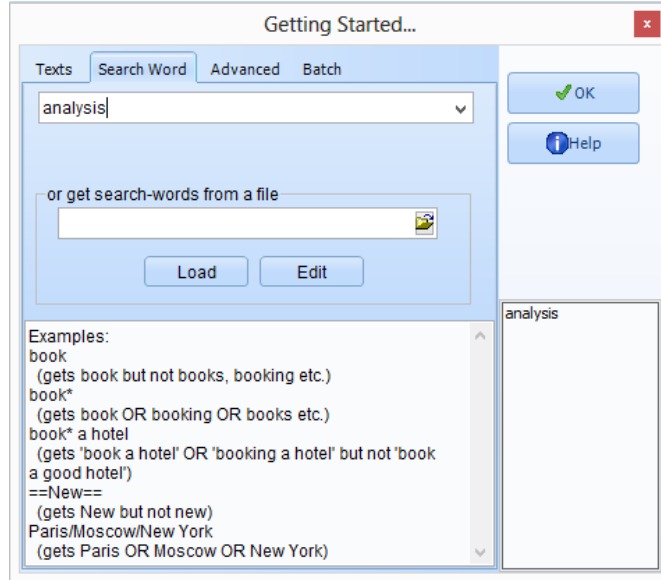 Getting Started...
x
Texts Search Word Advanced Batch
analysis
OK
Help
or get search-words from a file
Load Edit
Examples:
book
(gets book but not books, booking etc.)
book*
(gets book OR booking OR books etc.)
book* a hotel
(gets 'book a hotel' OR 'booking a hotel' but not 'book
a good hotel')
==New==
(gets New but not new)
Paris/Moscow/New York
(gets Paris OR Moscow OR New York)
analysis